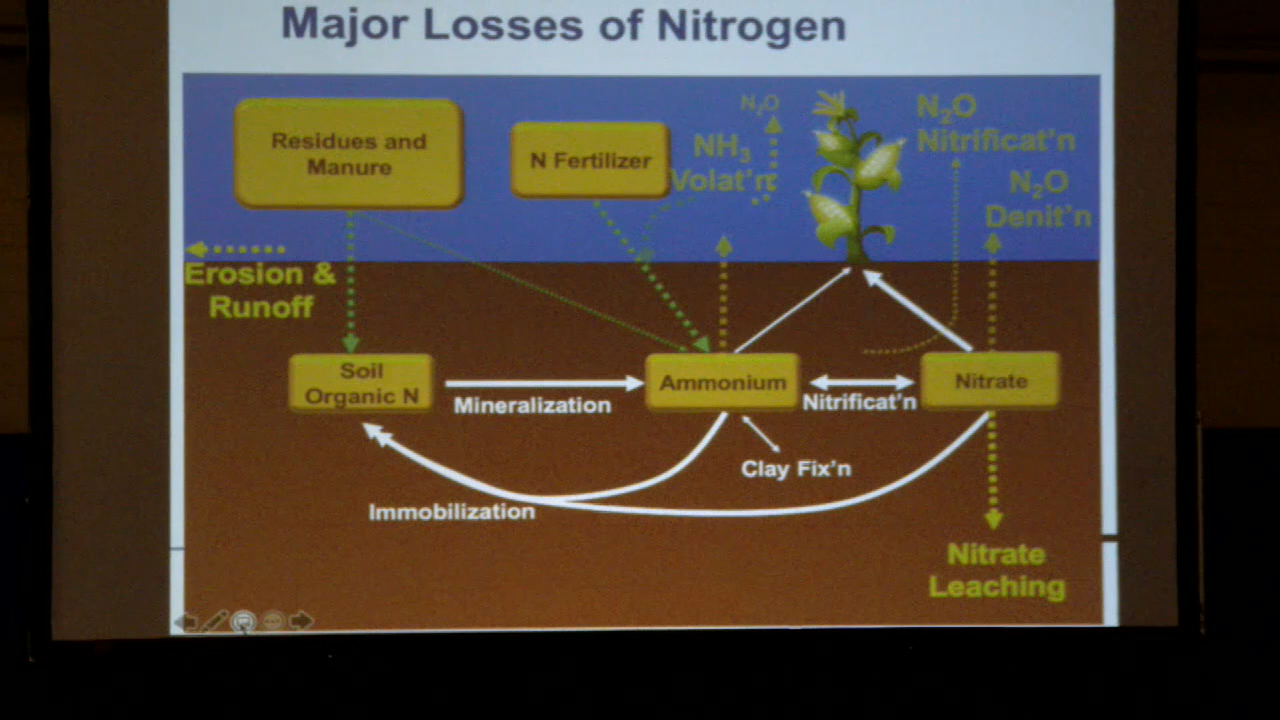 Major Losses of Nitrogen
Residues and
Manure
N Fertilizer
N₂O
NH₃
Volat'n
N₂O
Nitrificat'n
N₂O
Denit'n
Erosion &
Runoff
Soil
Organic N
Mineralization
Ammonium
Nitrificat'n
Nitrate
Clay Fix'n
Immobilization
Nitrate
Leaching